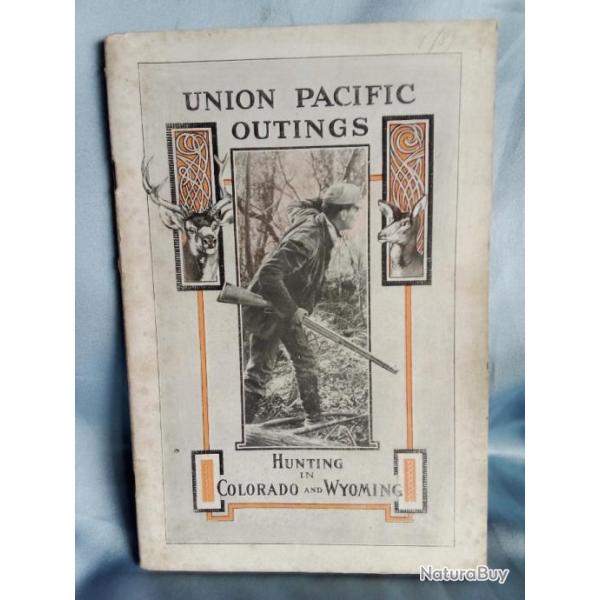 UNION PACIFIC
OUTINGS
HUNTING
IN
COLORADO AND WYOMING
NaturaBuy